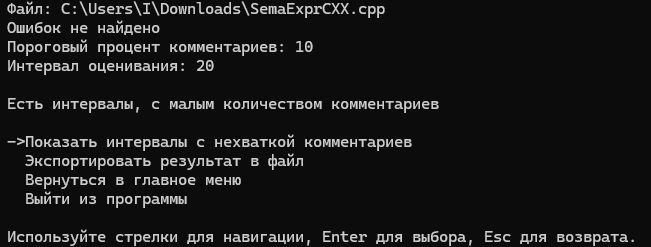 Файл: C:\Users\I\Downloads\SemaExprCXX.cpp
Ошибок не найдено
Пороговый процент комментариев: 10
Интервал оценивания: 20
Есть интервалы, с малым количеством комментариев
—>Показать интервалы с нехваткой комментариев
Экспортировать результат в файл
Вернуться в главное меню
Выйти из программы
Используйте стрелки для навигации, Enter для выбора, Esc для возврата.